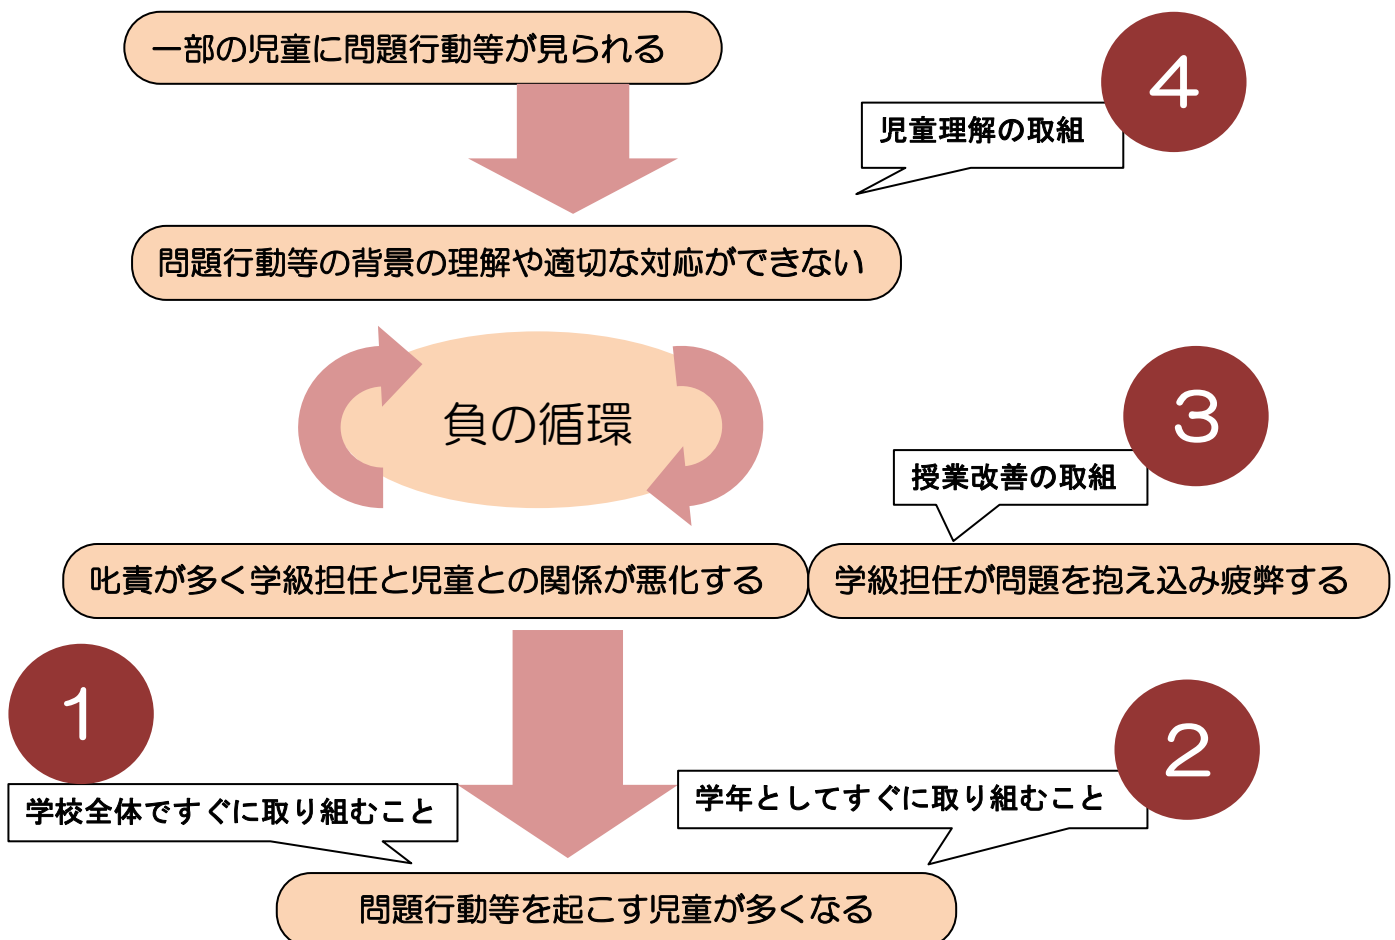 一部の児童に問題行動等が見られる
４
児童理解の取組
問題行動等の背景の理解や適切な対応ができない
負の循環
３
授業改善の取組
叱責が多く学級担任と児童との関係が悪化する
学級担任が問題を抱え込み疲弊する
１
２
学校全体ですぐに取り組むこと
学年としてすぐに取り組むこと
問題行動等を起こす児童が多くなる